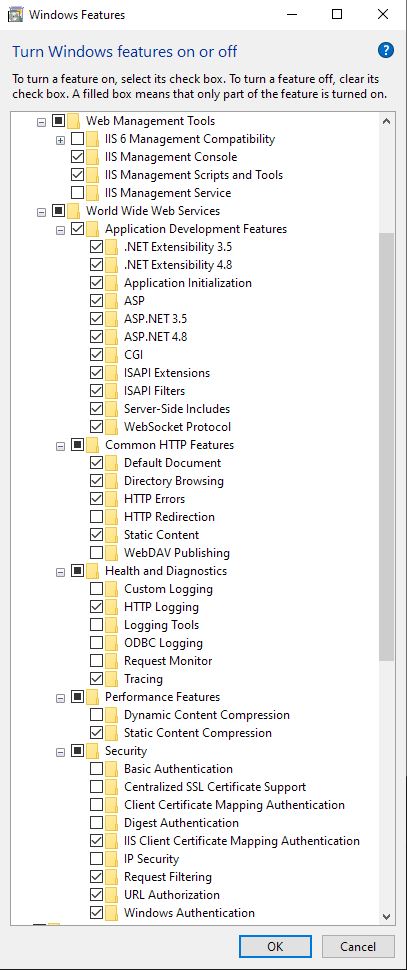 Windows Features
Turn Windows features on or off
?
To turn a feature on, select its check box. To turn a feature off, clear its
check box. A filled box means that only part of the feature is turned on.
Web Management Tools
IIS 6 Management Compatibility
IIS Management Console
IIS Management Scripts and Tools
IIS Management Service
World Wide Web Services
Application Development Features
.NET Extensibility 3.5
.NET Extensibility 4.8
Application Initialization
ASP
ASP.NET 3.5
ASP.NET 4.8
CGI
ISAPI Extensions
ISAPI Filters
Server-Side Includes
WebSocket Protocol
Common HTTP Features
Default Document
Directory Browsing
HTTP Errors
HTTP Redirection
Static Content
WebDAV Publishing
Health and Diagnostics
Custom Logging
HTTP Logging
Logging Tools
ODBC Logging
Request Monitor
Tracing
Performance Features
Dynamic Content Compression
Static Content Compression
Security
Basic Authentication
Centralized SSL Certificate Support
Client Certificate Mapping Authentication
Digest Authentication
IIS Client Certificate Mapping Authentication
IP Security
Request Filtering
URL Authorization
Windows Authentication
OK
Cancel